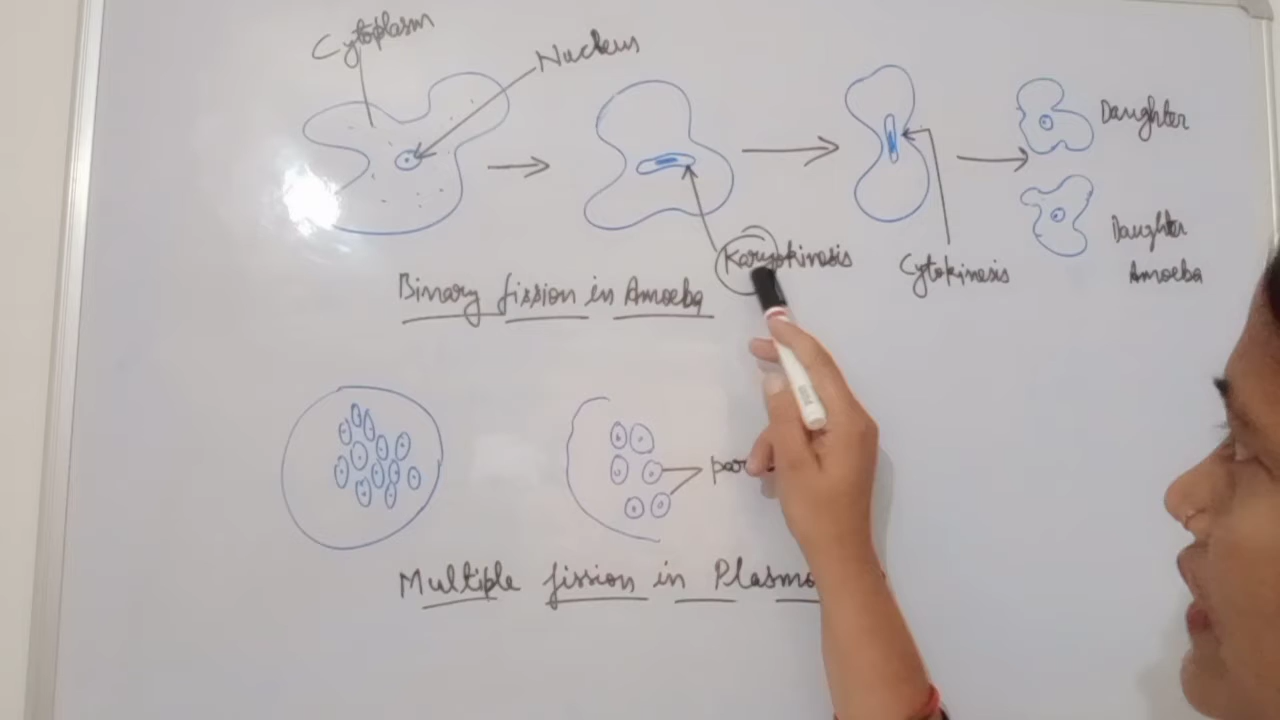 Cytoplasm
Nucleus
Daughter
Daughter
Amoeba
Karyokinesis
Cytokinesis
Binary fission in Amoeba
Multiple fission in